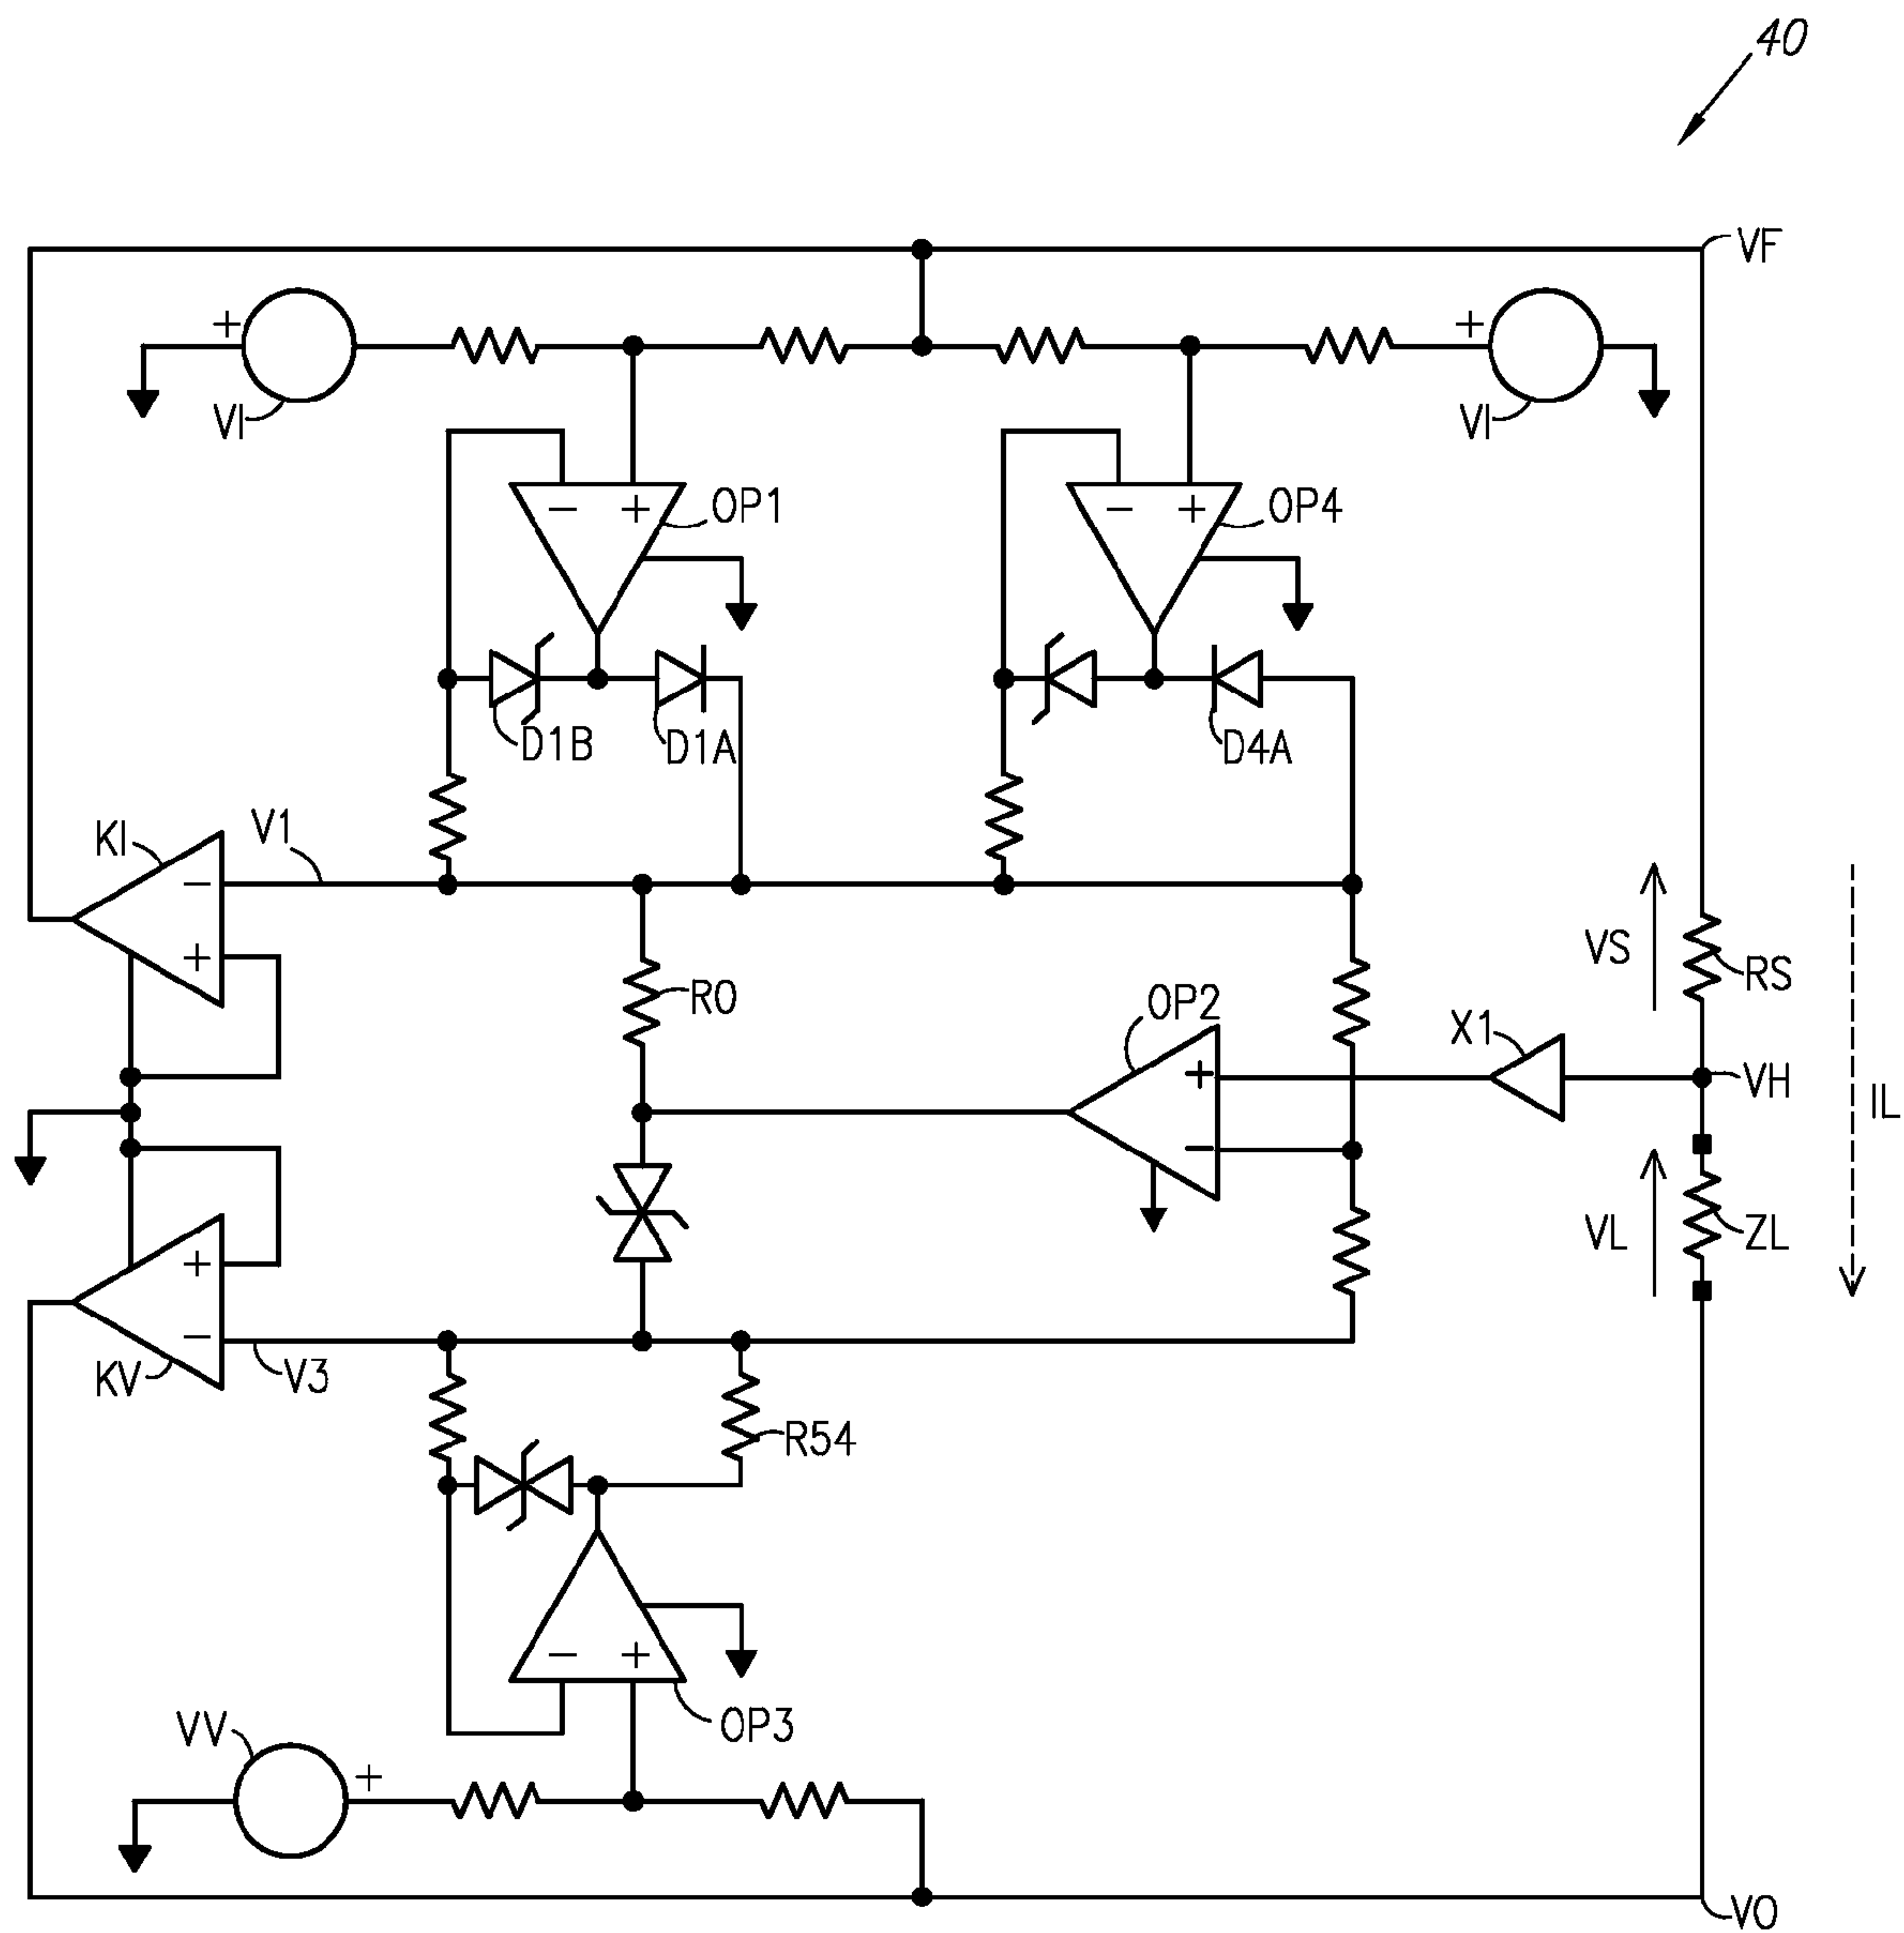 40
VF
+
+
VI
VI
- + OP1
- + OP4
D1B
D1A
D4A
KI
V1
-
+
VS
RS
RO
OP2
X1
+
VH
IL
-
+
VL
ZL
-
KV
V3
R54
- +
OP3
VV
+
VO